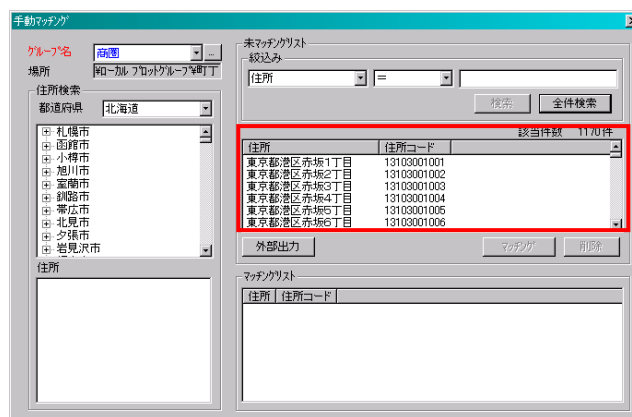 手動マッチング
グループ名 商圏 ...
場所 ¥ローカル プロットグループ¥町丁
住所検索
都道府県 北海道
札幌市
函館市
小樽市
旭川市
室蘭市
釧路市
帯広市
北見市
夕張市
岩見沢市
住所
未マッチングリスト
絞込み
住所 =
検索 全件検索
該当件数 1170件
住所 住所コード
東京都港区赤坂1丁目 13103001001
東京都港区赤坂2丁目 13103001002
東京都港区赤坂3丁目 13103001003
東京都港区赤坂4丁目 13103001004
東京都港区赤坂5丁目 13103001005
東京都港区赤坂6丁目 13103001006
外部出力 マッチング 削除
マッチングリスト
住所 住所コード